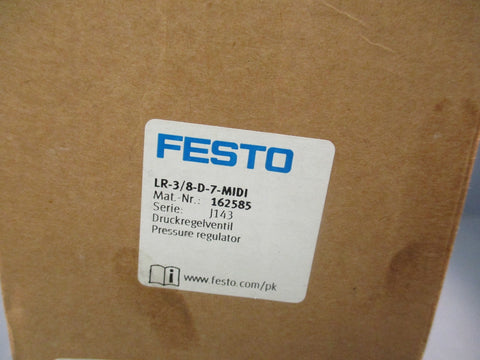 FESTO
LR-3/8-D-7-MIDI
Mat.-Nr.: 162585
Serie: J143
Druckregelventil
Pressure regulator
www.festo.com/pk